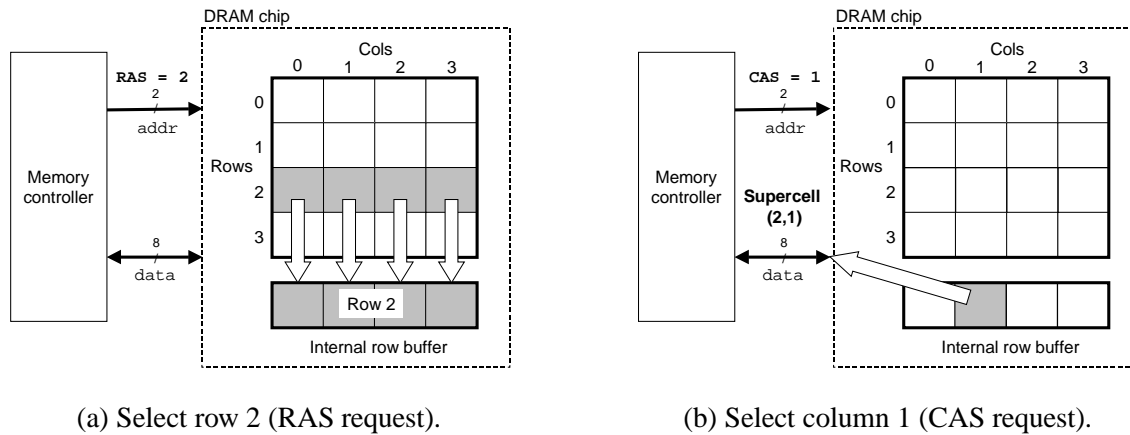 DRAM chip
Cols
0 1 2 3
RAS = 2
2
addr
0
1
Rows
2
3
Memory
controller
8
data
Row 2
Internal row buffer
(a) Select row 2 (RAS request).
DRAM chip
Cols
0 1 2 3
CAS = 1
2
addr
0
1
Rows
2
3
Memory
controller
Supercell
(2,1)
8
data
Internal row buffer
(b) Select column 1 (CAS request).